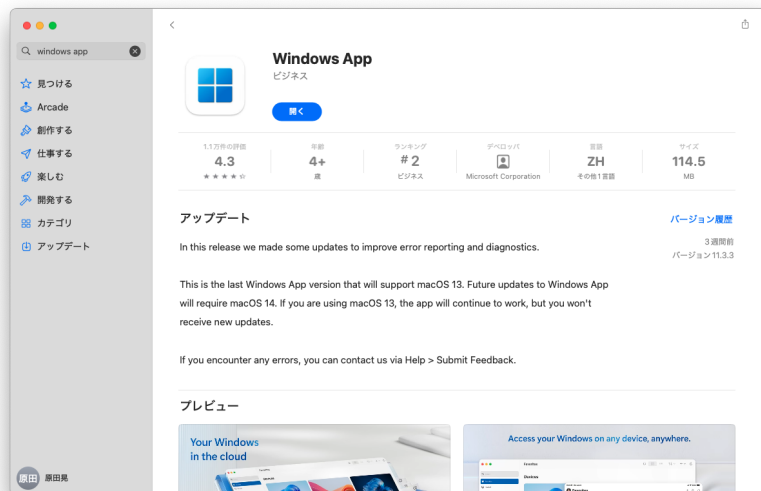 windows app
見つける
Arcade
創作する
仕事する
楽しむ
開発する
カテゴリ
アップデート
原田
原田晃
Windows App
ビジネス
開く
1.1万件の評価
4.3
年齢
4+
歳
ランキング
#2
ビジネス
デベロッパ
Microsoft Corporation
言語
ZH
その他1言語
サイズ
114.5
MB
アップデート
バージョン履歴
In this release we made some updates to improve error reporting and diagnostics.
3週間前
バージョン 11.3.3
This is the last Windows App version that will support macOS 13. Future updates to Windows App
will require macOS 14. If you are using macOS 13, the app will continue to work, but you won't
receive new updates.
If you encounter any errors, you can contact us via Help > Submit Feedback.
プレビュー
Your Windows
in the cloud
Access your Windows on any device, anywhere.
Favorites
Devices